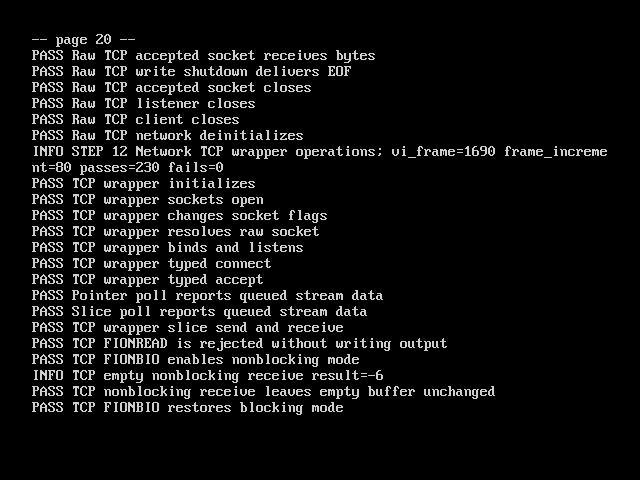 -- page 20 --
PASS Raw TCP accepted socket receives bytes
PASS Raw TCP write shutdown delivers EOF
PASS Raw TCP accepted socket closes
PASS Raw TCP listener closes
PASS Raw TCP client closes
PASS Raw TCP network deinitializes
INFO STEP 12 Network TCP wrapper operations; vi_frame=1690 frame_increme
nt=80 passes=230 fails=0
PASS TCP wrapper initializes
PASS TCP wrapper sockets open
PASS TCP wrapper changes socket flags
PASS TCP wrapper resolves raw socket
PASS TCP wrapper binds and listens
PASS TCP wrapper typed connect
PASS TCP wrapper typed accept
PASS Pointer poll reports queued stream data
PASS Slice poll reports queued stream data
PASS TCP wrapper slice send and receive
PASS TCP FIONREAD is rejected without writing output
PASS TCP FIONBIO enables nonblocking mode
INFO TCP empty nonblocking receive result=-6
PASS TCP nonblocking receive leaves empty buffer unchanged
PASS TCP FIONBIO restores blocking mode